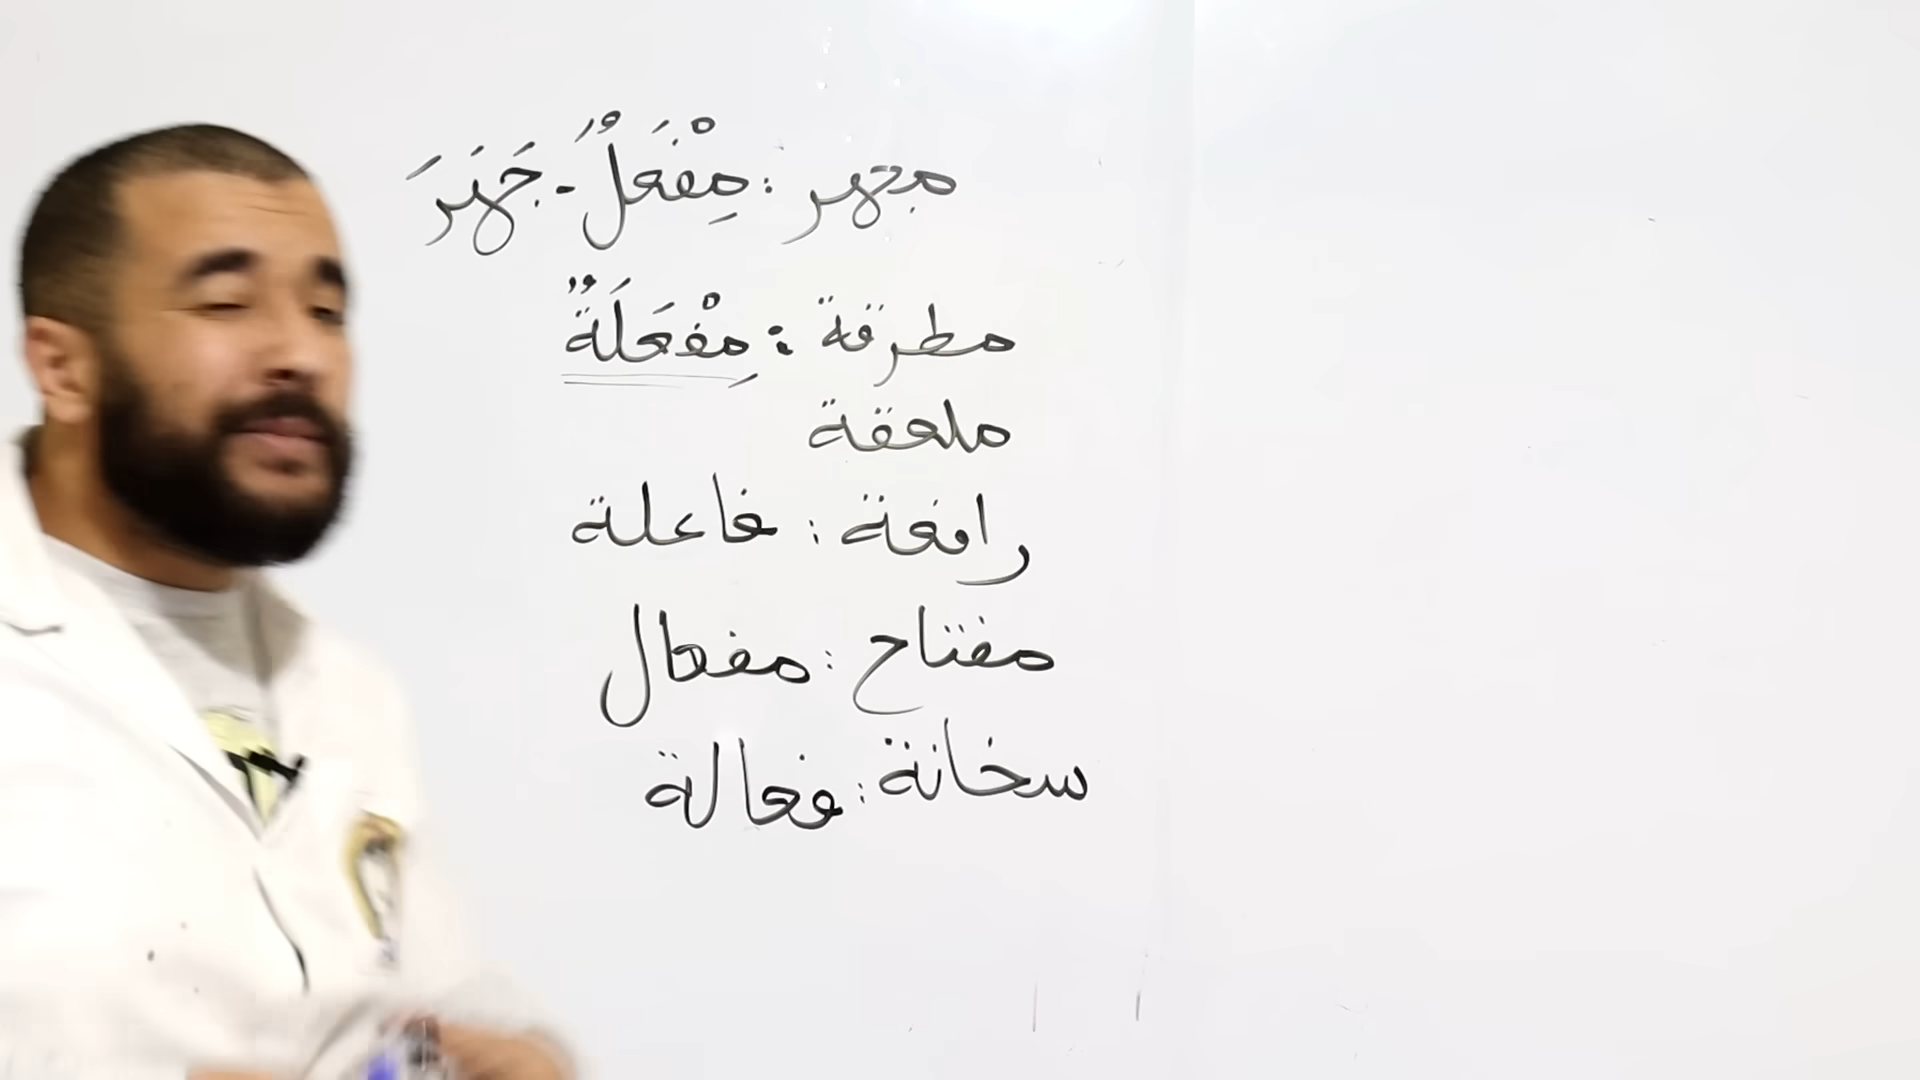 مجهر : مِفْعَلٌ - جَهَرَ
مطرقة : مِفْعَلَةٌ
ملعقة
رافعة : فاعلة
مفتاح : مفعال
سخانة : فعالة